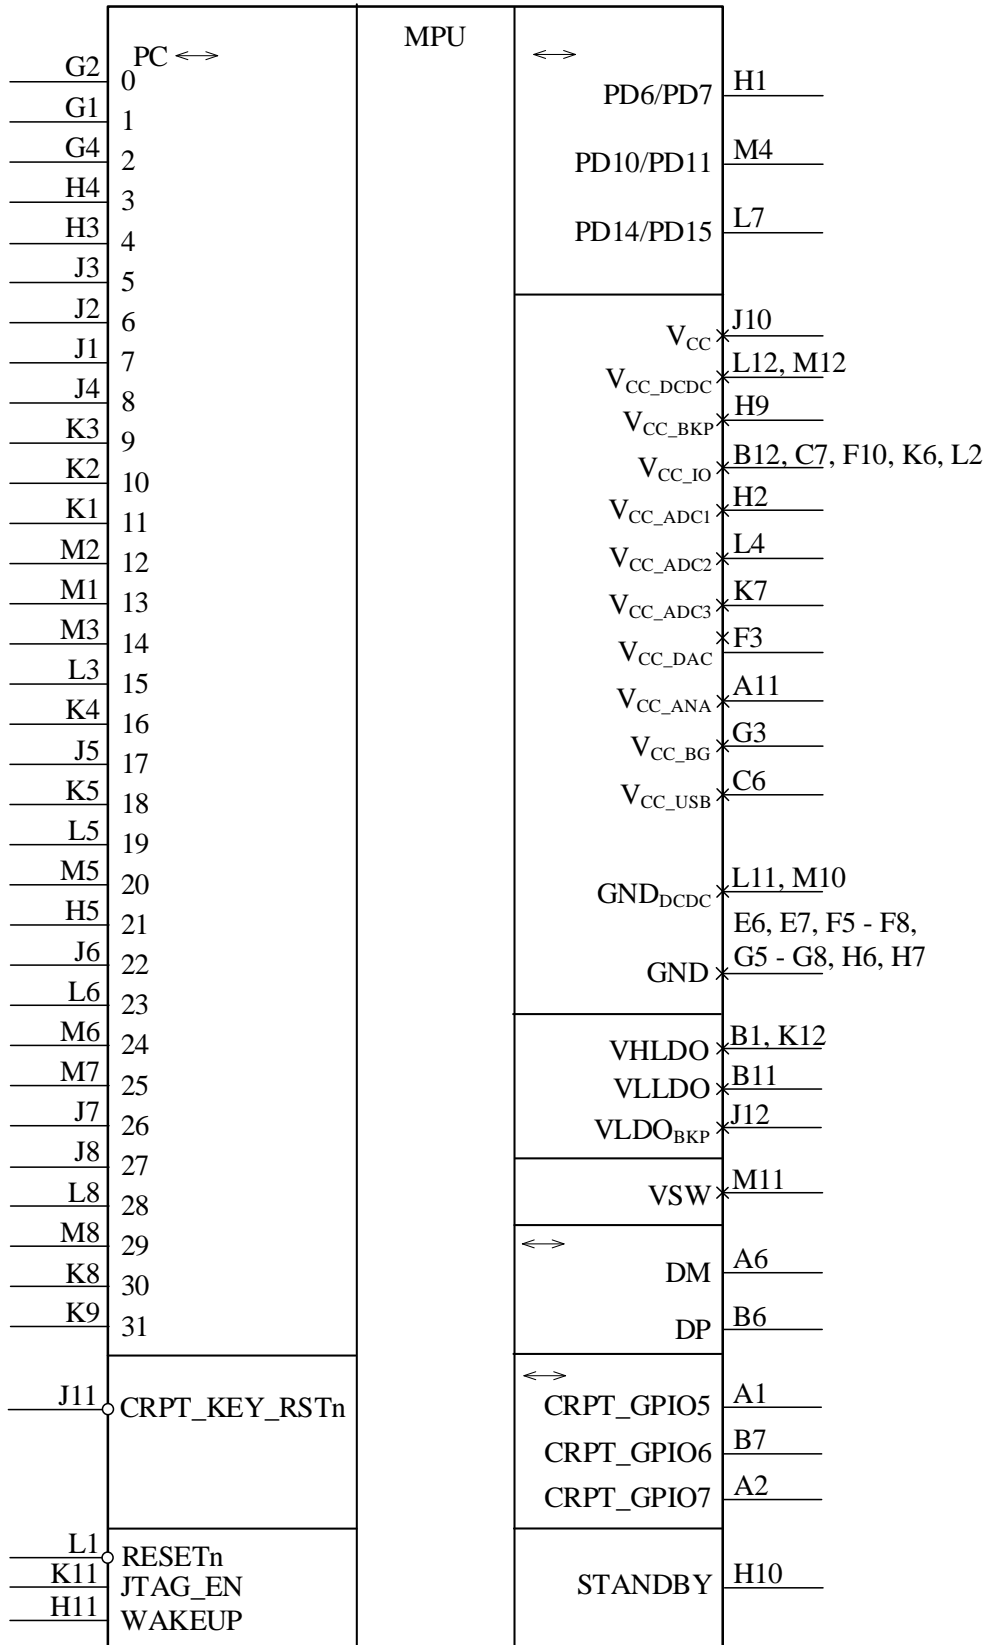 MPU
PC
G2 0
G1 1
G4 2
H4 3
H3 4
J3 5
J2 6
J1 7
J4 8
K3 9
K2 10
K1 11
M2 12
M1 13
M3 14
L3 15
K4 16
J5 17
K5 18
L5 19
M5 20
H5 21
J6 22
L6 23
M6 24
M7 25
J7 26
J8 27
L8 28
M8 29
K8 30
K9 31
J11 CRPT_KEY_RSTn
L1 RESETn
K11 JTAG_EN
H11 WAKEUP
PD6/PD7 H1
PD10/PD11 M4
PD14/PD15 L7
VCC J10
VCC_DCDC L12, M12
VCC_BKP H9
VCC_IO B12, C7, F10, K6, L2
VCC_ADC1 H2
VCC_ADC2 L4
VCC_ADC3 K7
VCC_DAC F3
VCC_ANA A11
VCC_BG G3
VCC_USB C6
GNDDCDC L11, M10
E6, E7, F5 - F8,
GND G5 - G8, H6, H7
VHLDO B1, K12
VLLDO B11
VLDOBKP J12
VSW M11
DM A6
DP B6
CRPT_GPIO5 A1
CRPT_GPIO6 B7
CRPT_GPIO7 A2
STANDBY H10